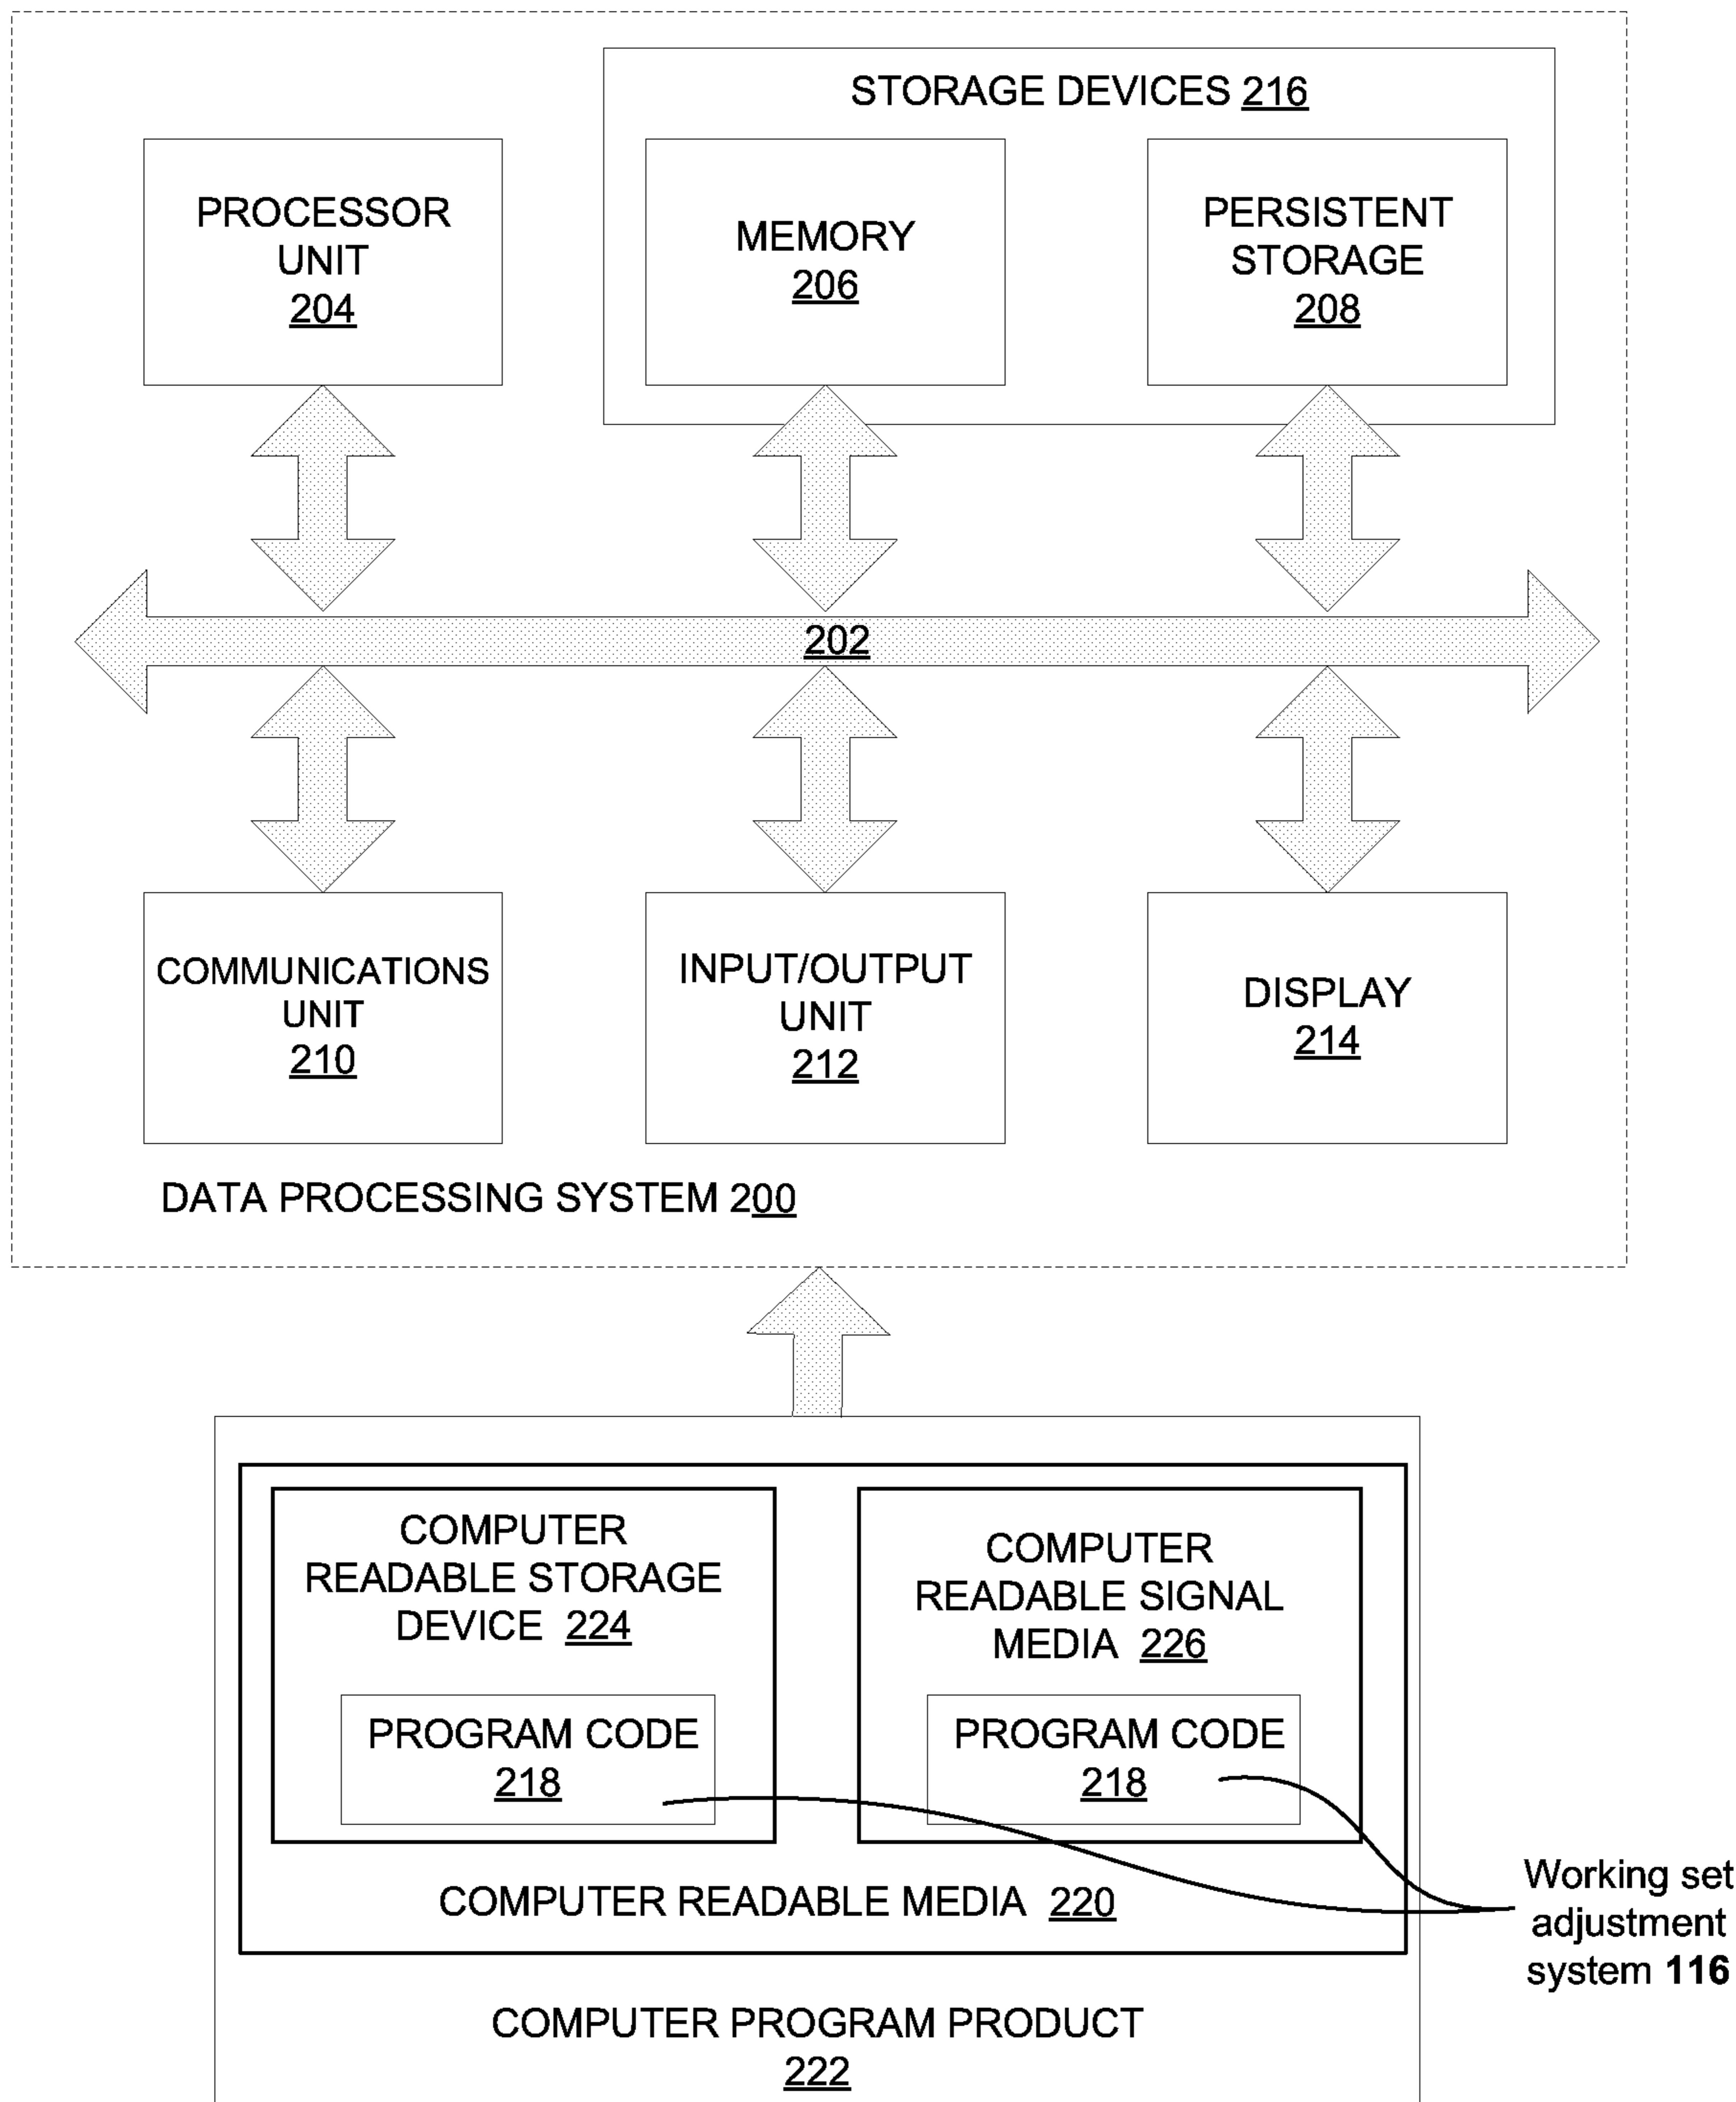 STORAGE DEVICES 216
PROCESSOR
UNIT
204
MEMORY
206
PERSISTENT
STORAGE
208
202
COMMUNICATIONS
UNIT
210
INPUT/OUTPUT
UNIT
212
DISPLAY
214
DATA PROCESSING SYSTEM 200
COMPUTER
READABLE STORAGE
DEVICE 224
PROGRAM CODE
218
COMPUTER
READABLE SIGNAL
MEDIA 226
PROGRAM CODE
218
COMPUTER READABLE MEDIA 220
Working set
adjustment
system 116
COMPUTER PROGRAM PRODUCT
222